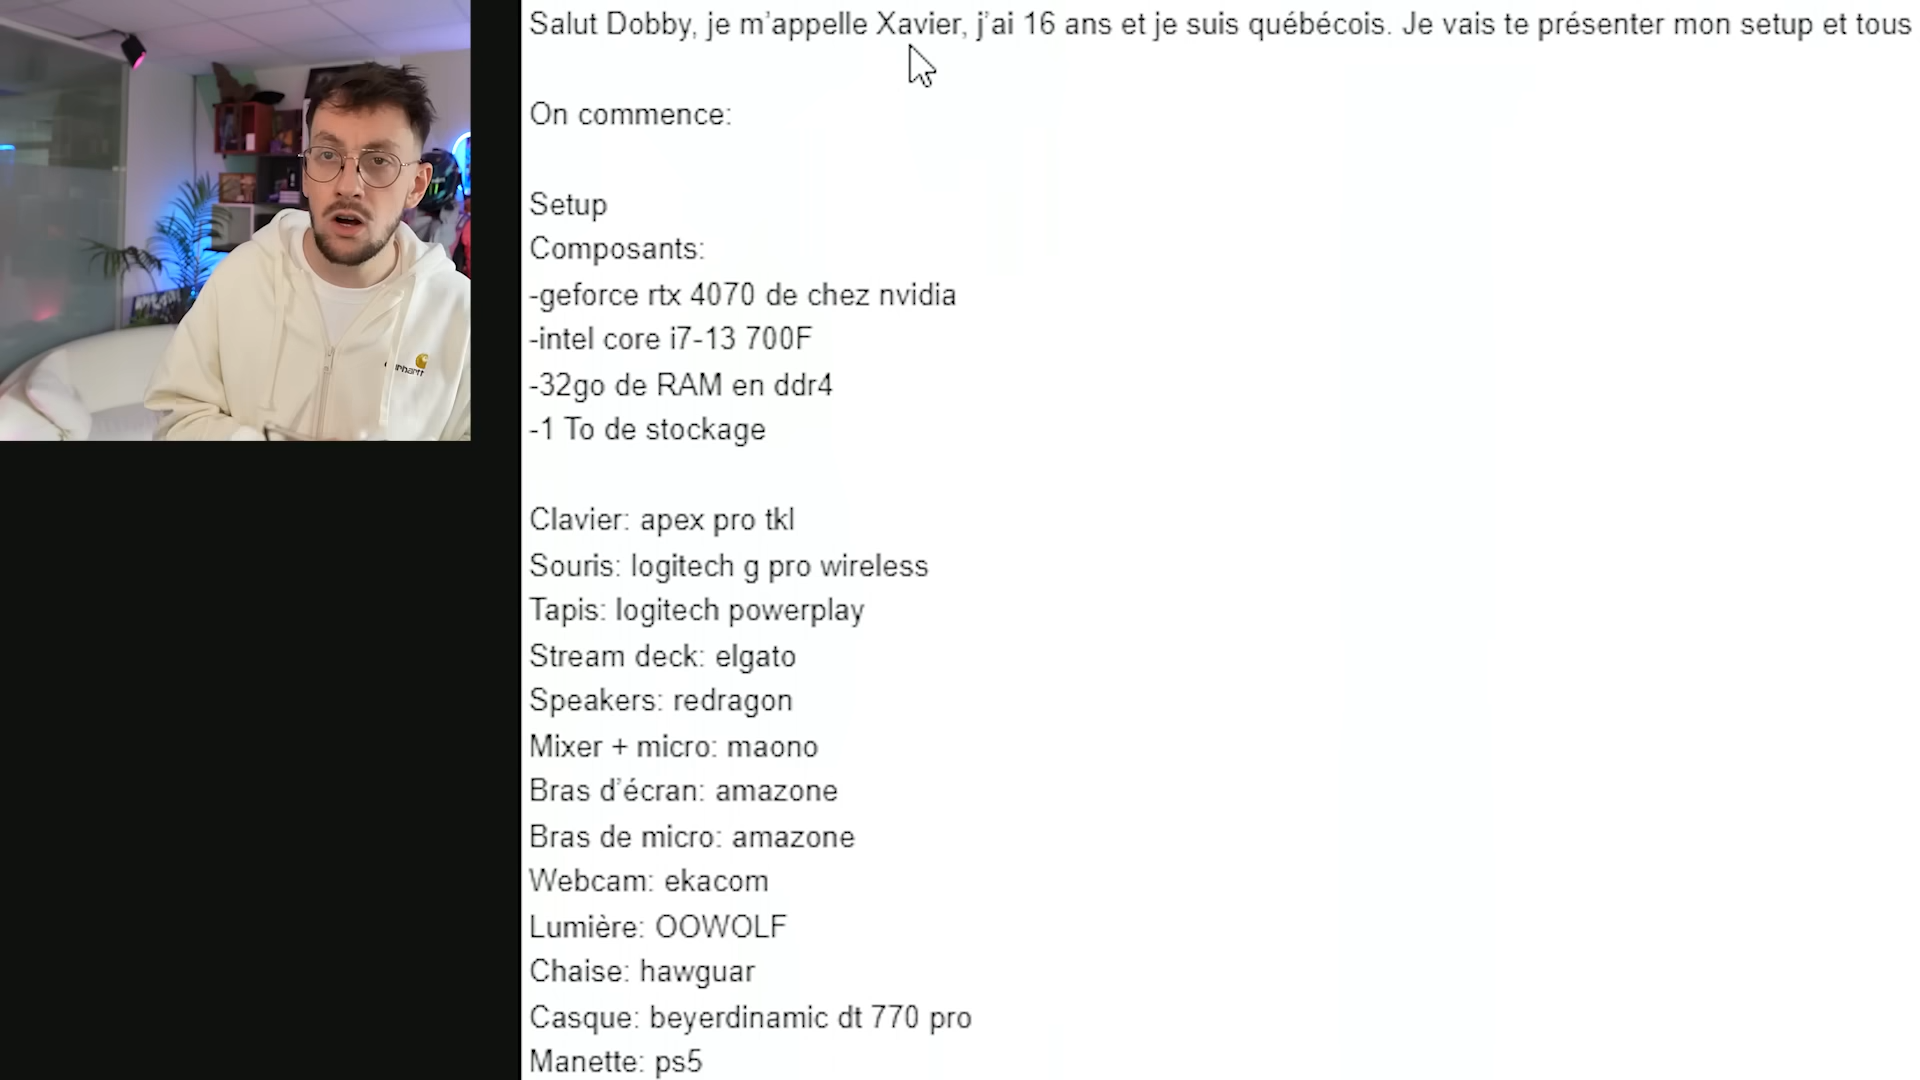 Salut Dobby, je m'appelle Xavier, j'ai 16 ans et je suis québécois. Je vais te présenter mon setup et tous
On commence:
Setup
Composants:
-geforce rtx 4070 de chez nvidia
-intel core i7-13 700F
-32go de RAM en ddr4
-1 To de stockage
Clavier: apex pro tkl
Souris: logitech g pro wireless
Tapis: logitech powerplay
Stream deck: elgato
Speakers: redragon
Mixer + micro: maono
Bras d'écran: amazone
Bras de micro: amazone
Webcam: ekacom
Lumière: OOWOLF
Chaise: hawguar
Casque: beyerdinamic dt 770 pro
Manette: ps5